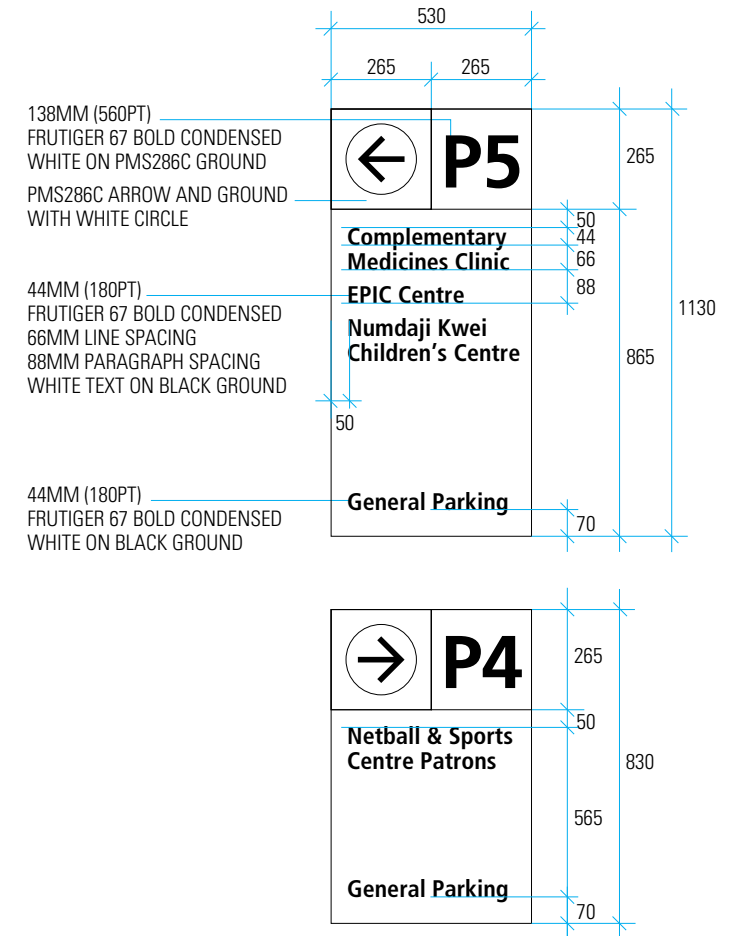 530
265 265
138MM (560PT)
FRUTIGER 67 BOLD CONDENSED
WHITE ON PMS286C GROUND
PMS286C ARROW AND GROUND
WITH WHITE CIRCLE
44MM (180PT)
FRUTIGER 67 BOLD CONDENSED
66MM LINE SPACING
88MM PARAGRAPH SPACING
WHITE TEXT ON BLACK GROUND
44MM (180PT)
FRUTIGER 67 BOLD CONDENSED
WHITE ON BLACK GROUND
P5
Complementary
Medicines Clinic
EPIC Centre
Numdaji Kwei
Children’s Centre
50
General Parking
265
50
44
66
88
1130
865
70
P4
Netball & Sports
Centre Patrons
General Parking
265
50
830
565
70